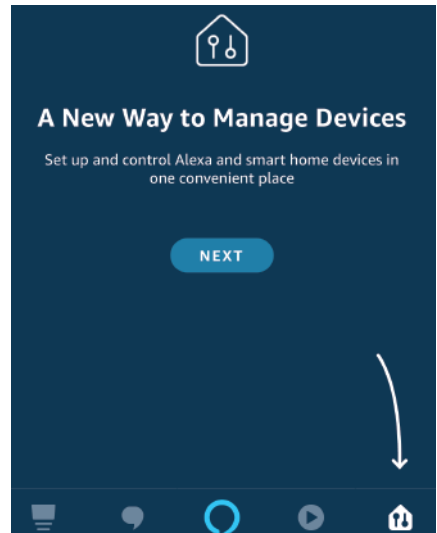 A New Way to Manage Devices
Set up and control Alexa and smart home devices in
one convenient place
NEXT